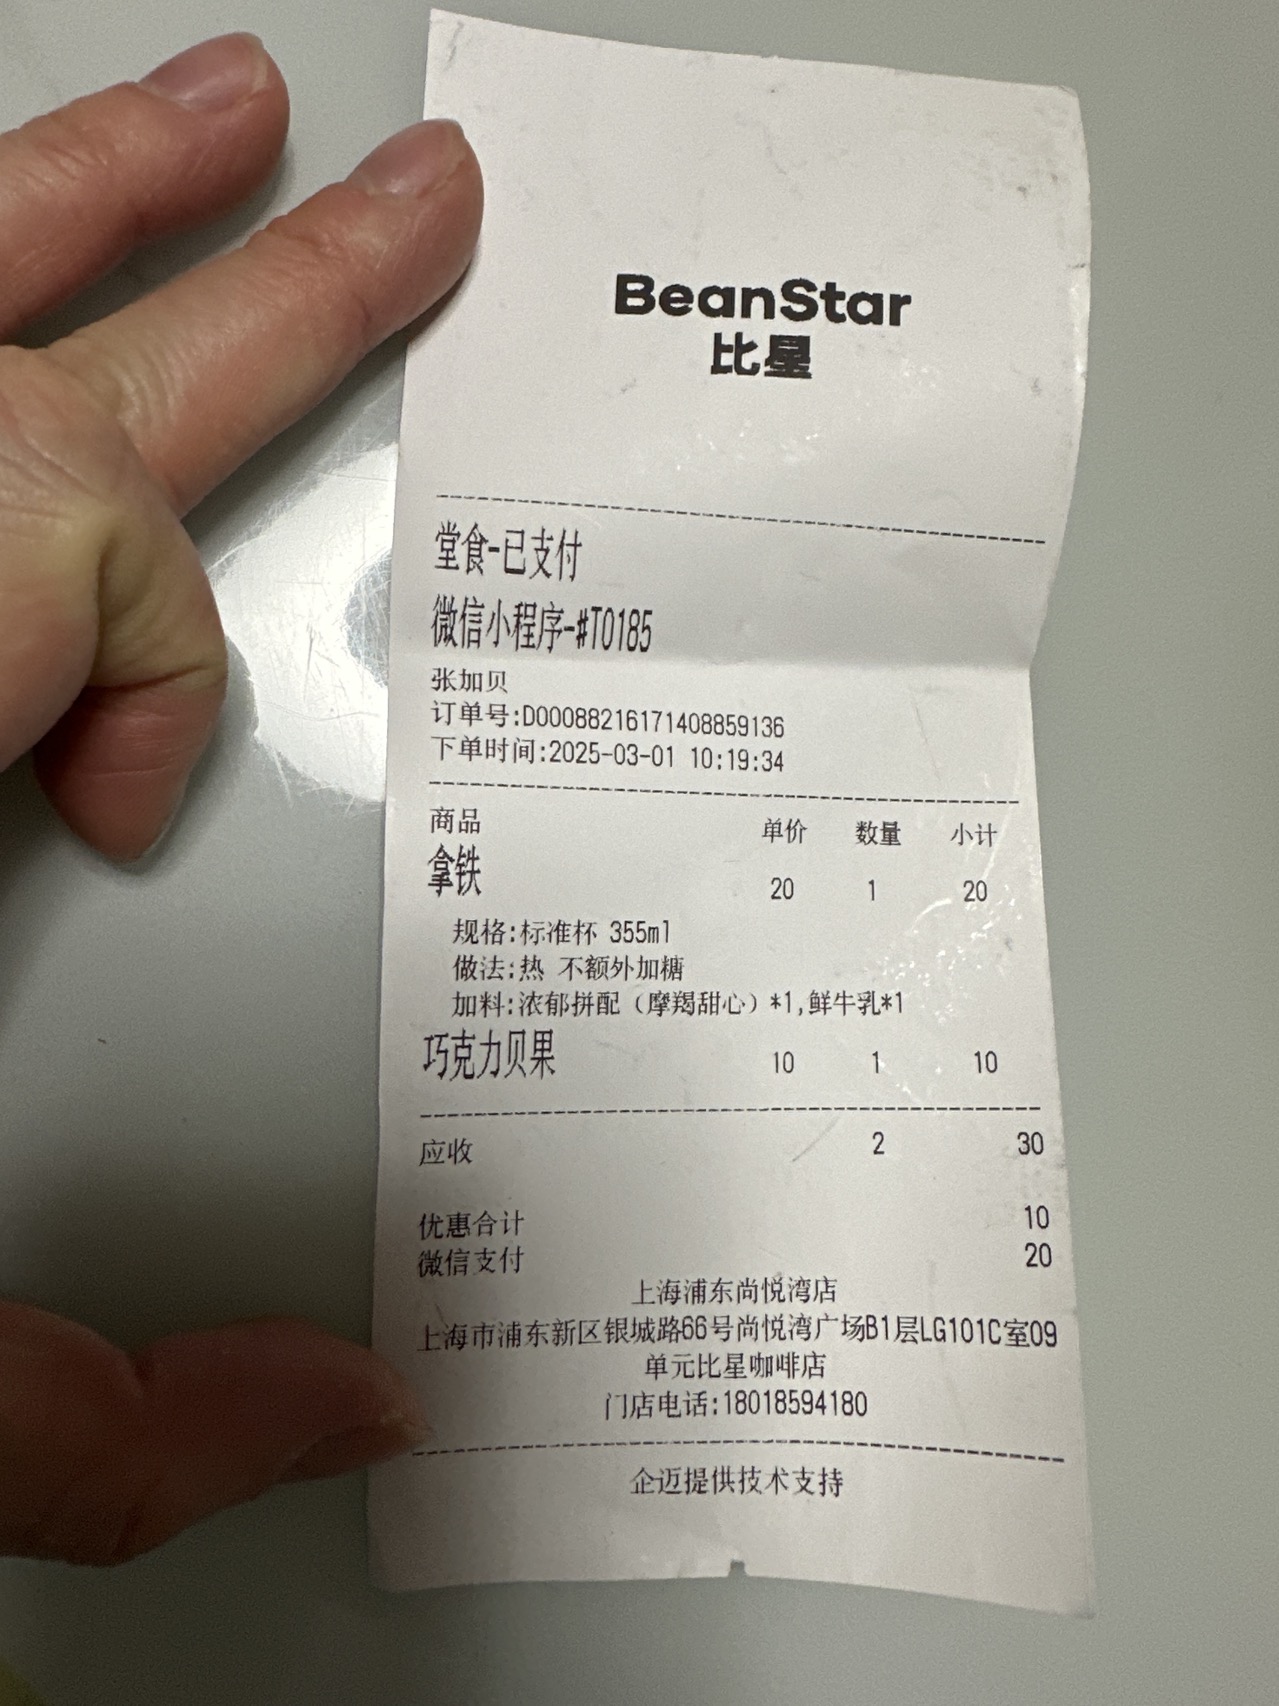 BeanStar
比星
堂食-已支付
微信小程序-#T0185
张加贝
订单号:D00088216171408859136
下单时间:2025-03-01 10:19:34
商品 单价 数量 小计
拿铁 20 1 20
规格:标准杯 355ml
做法:热 不额外加糖
加料:浓郁拼配（摩羯甜心）*1,鲜牛乳*1
巧克力贝果 10 1 10
应收 2 30
优惠合计 10
微信支付 20
上海浦东尚悦湾店
上海市浦东新区银城路66号尚悦湾广场B1层LG101C室09
单元比星咖啡店
门店电话:18018594180
企迈提供技术支持